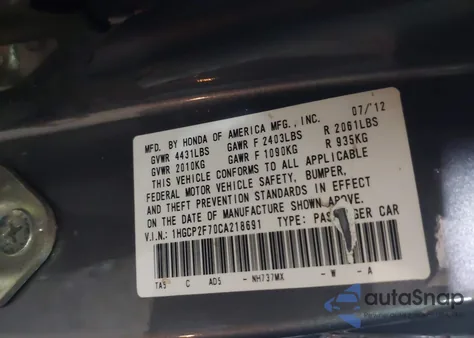 MFD. BY HONDA OF AMERICA MFG., INC. 07/'12
GVWR 4431LBS GAWR F 2403LBS R 2061LBS
GVWR 2010KG GAWR F 1090KG R 935KG
THIS VEHICLE CONFORMS TO ALL APPLICABLE
FEDERAL MOTOR VEHICLE SAFETY, BUMPER,
AND THEFT PREVENTION STANDARDS IN EFFECT
ON THE DATE OF MANUFACTURE SHOWN ABOVE.
V.I.N.: 1HGCP2F70CA218691 TYPE: PASSENGER CAR
TA5 C AD5 - NH737MX - W - A
autaSnap